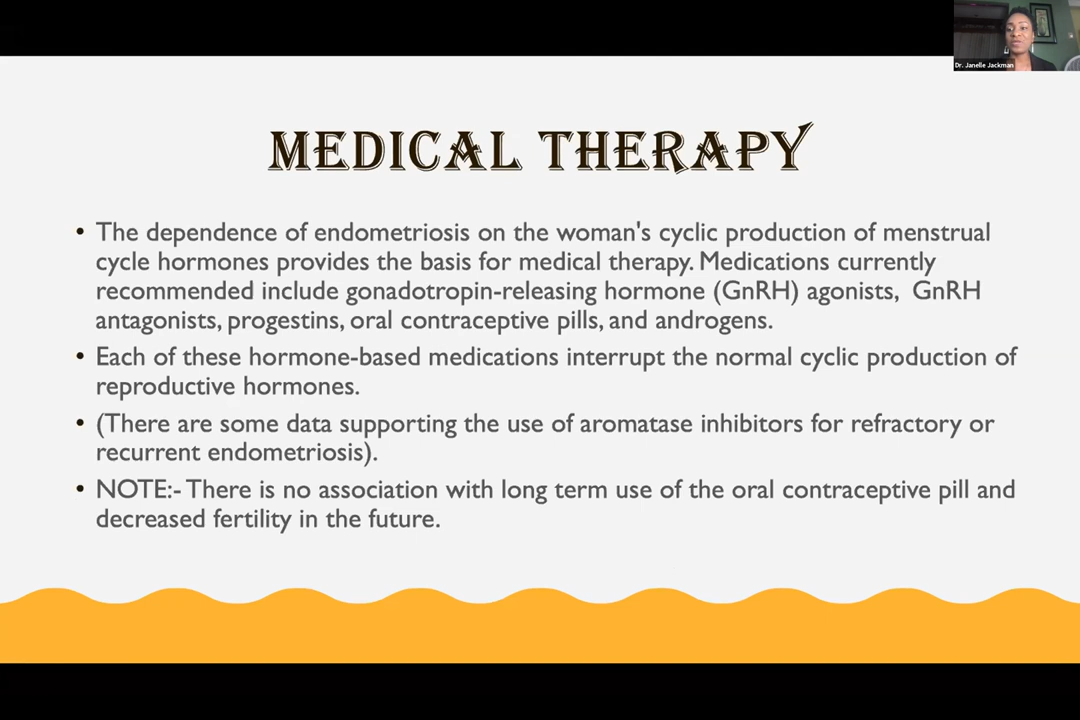 Dr. Janelle Jackman
MEDICAL THERAPY
• The dependence of endometriosis on the woman's cyclic production of menstrual
cycle hormones provides the basis for medical therapy. Medications currently
recommended include gonadotropin-releasing hormone (GnRH) agonists, GnRH
antagonists, progestins, oral contraceptive pills, and androgens.
• Each of these hormone-based medications interrupt the normal cyclic production of
reproductive hormones.
• (There are some data supporting the use of aromatase inhibitors for refractory or
recurrent endometriosis).
• NOTE:- There is no association with long term use of the oral contraceptive pill and
decreased fertility in the future.